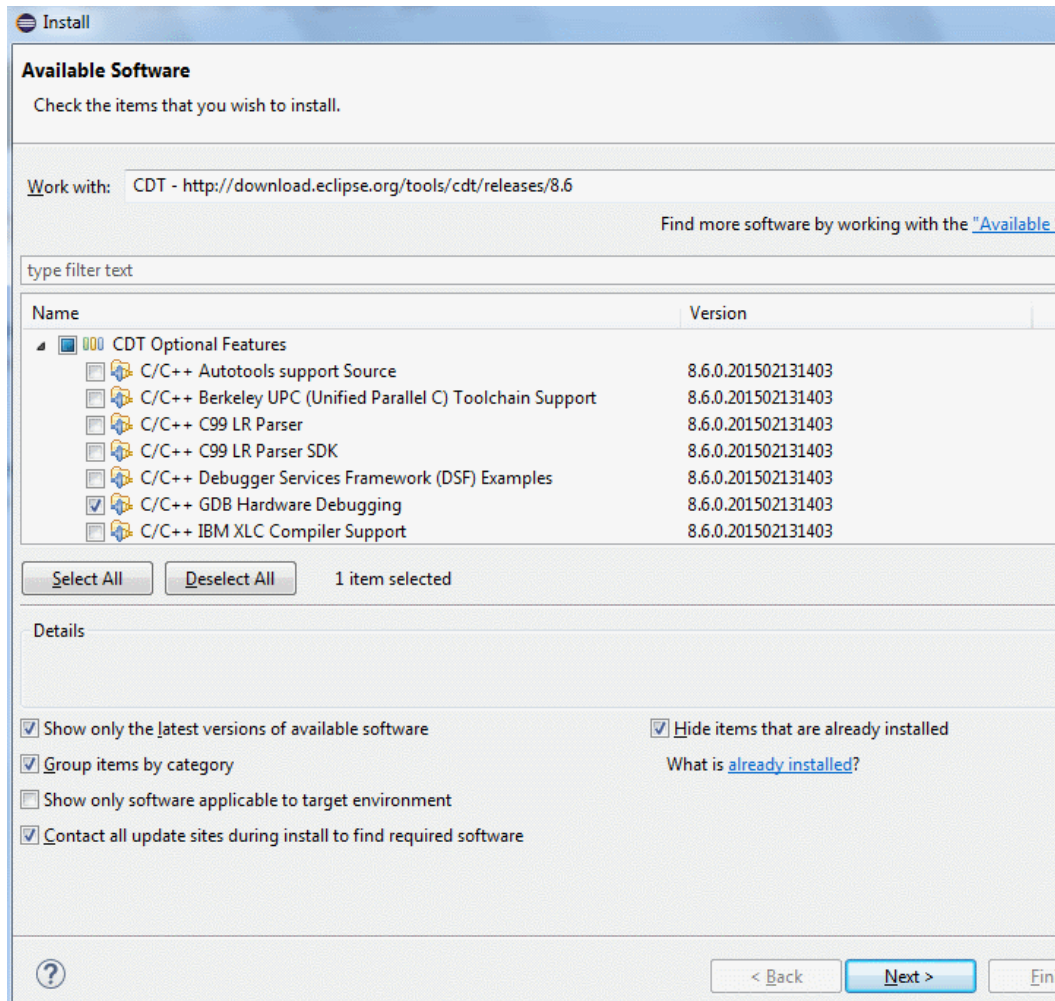 Install
Available Software
Check the items that you wish to install.
Work with: CDT - http://download.eclipse.org/tools/cdt/releases/8.6
Find more software by working with the "Available
type filter text
Name Version
CDT Optional Features
C/C++ Autotools support Source 8.6.0.201502131403
C/C++ Berkeley UPC (Unified Parallel C) Toolchain Support 8.6.0.201502131403
C/C++ C99 LR Parser 8.6.0.201502131403
C/C++ C99 LR Parser SDK 8.6.0.201502131403
C/C++ Debugger Services Framework (DSF) Examples 8.6.0.201502131403
C/C++ GDB Hardware Debugging 8.6.0.201502131403
C/C++ IBM XLC Compiler Support 8.6.0.201502131403
Select All Deselect All 1 item selected
Details
Show only the latest versions of available software Hide items that are already installed
Group items by category What is already installed?
Show only software applicable to target environment
Contact all update sites during install to find required software
? < Back Next > Fin